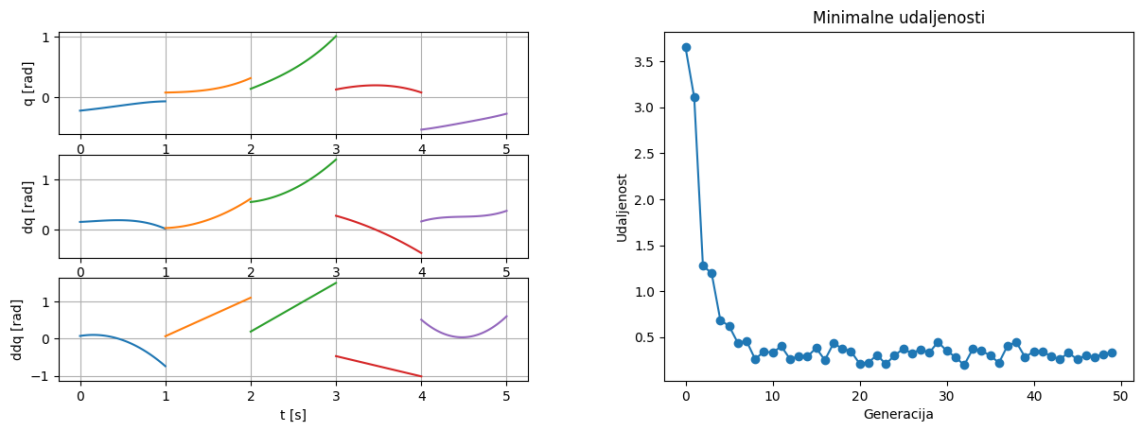 q [rad]
1
0
0 1 2 3 4 5
dq [rad]
1
0
0 1 2 3 4 5
ddq [rad]
1
0
−1
0 1 2 3 4 5
t [s]
Minimalne udaljenosti
Udaljenost
3.5
3.0
2.5
2.0
1.5
1.0
0.5
0 10 20 30 40 50
Generacija